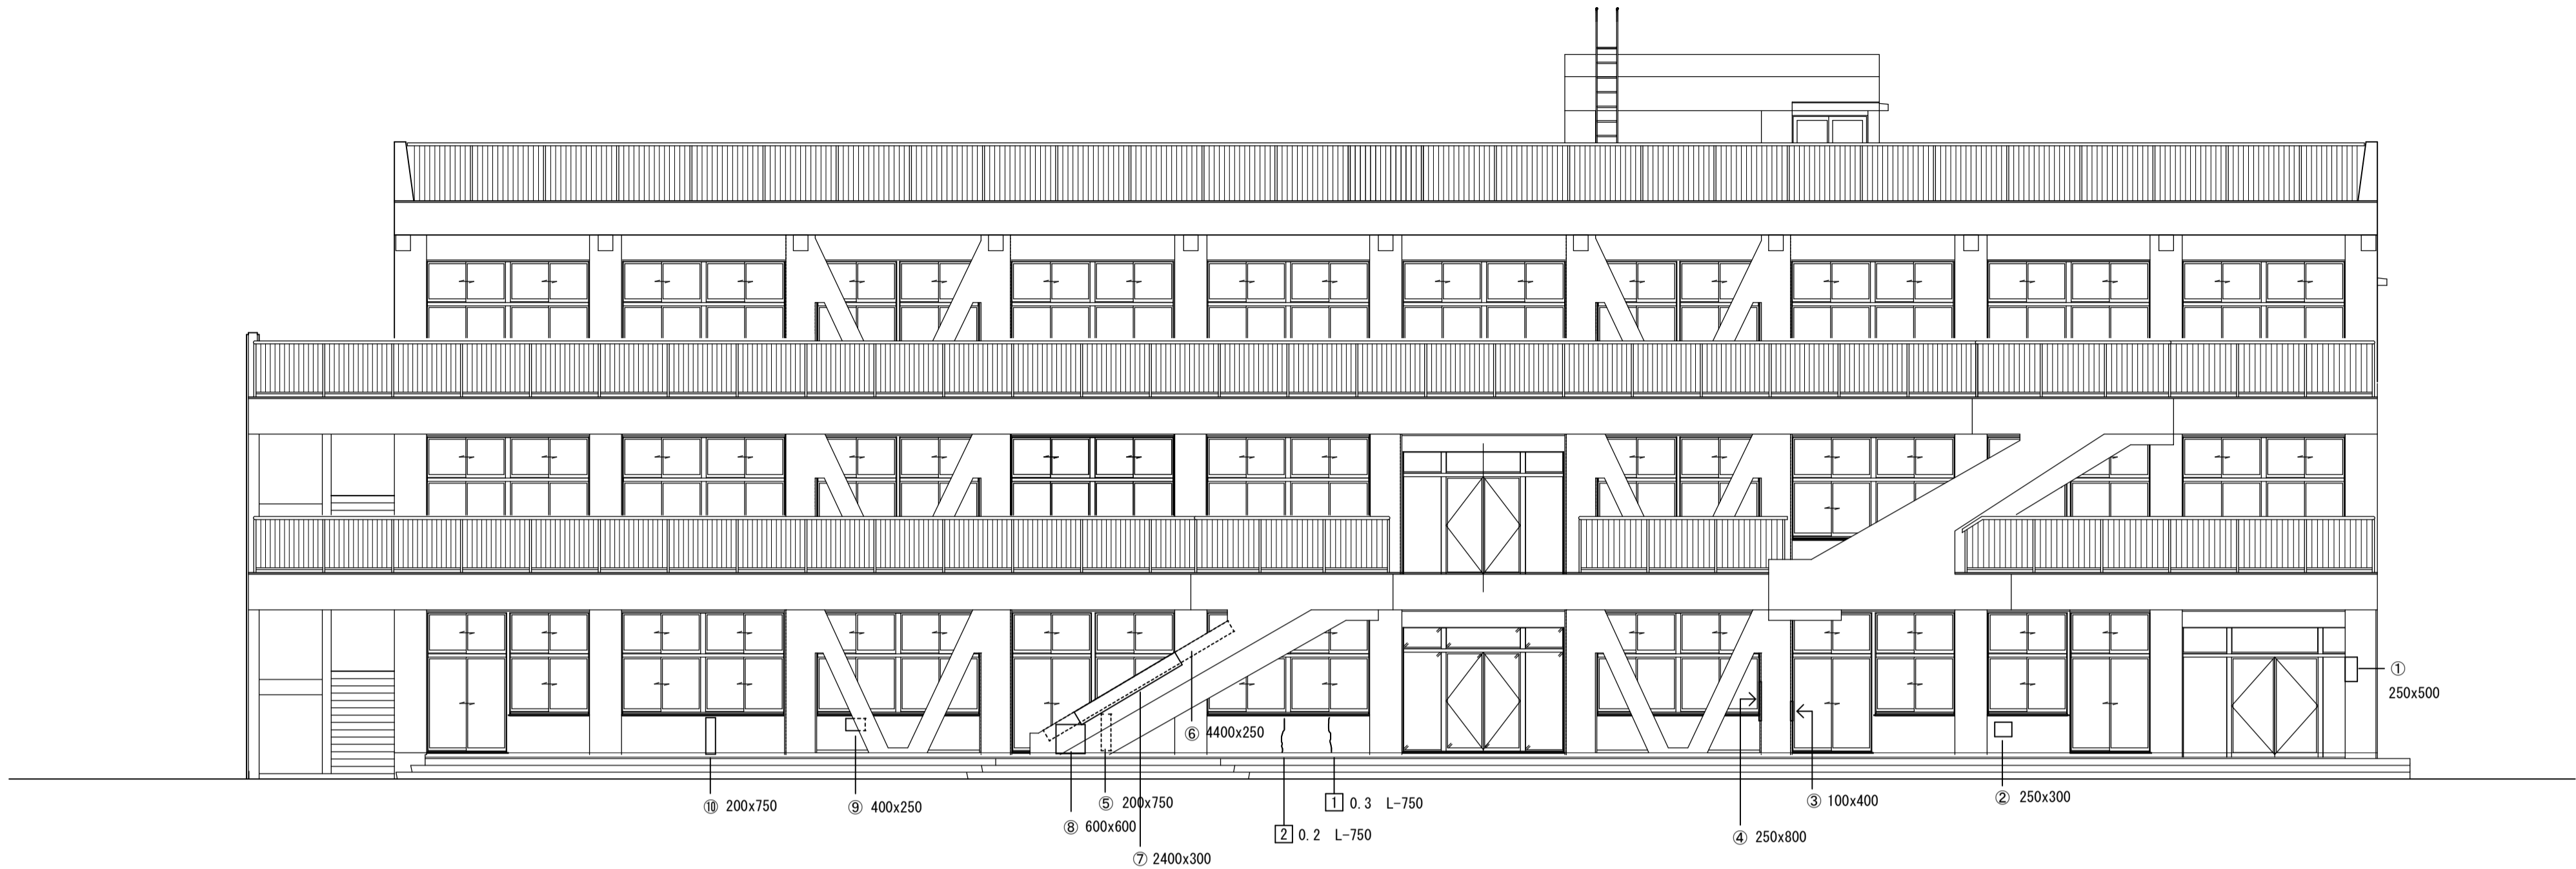 ①
250x500
⑥ 4400x250
② 250x300
③ 100x400
⑤ 200x750
1 0.3 L-750
⑩ 200x750
⑨ 400x250
⑧ 600x600
2 0.2 L-750
④ 250x800
⑦ 2400x300